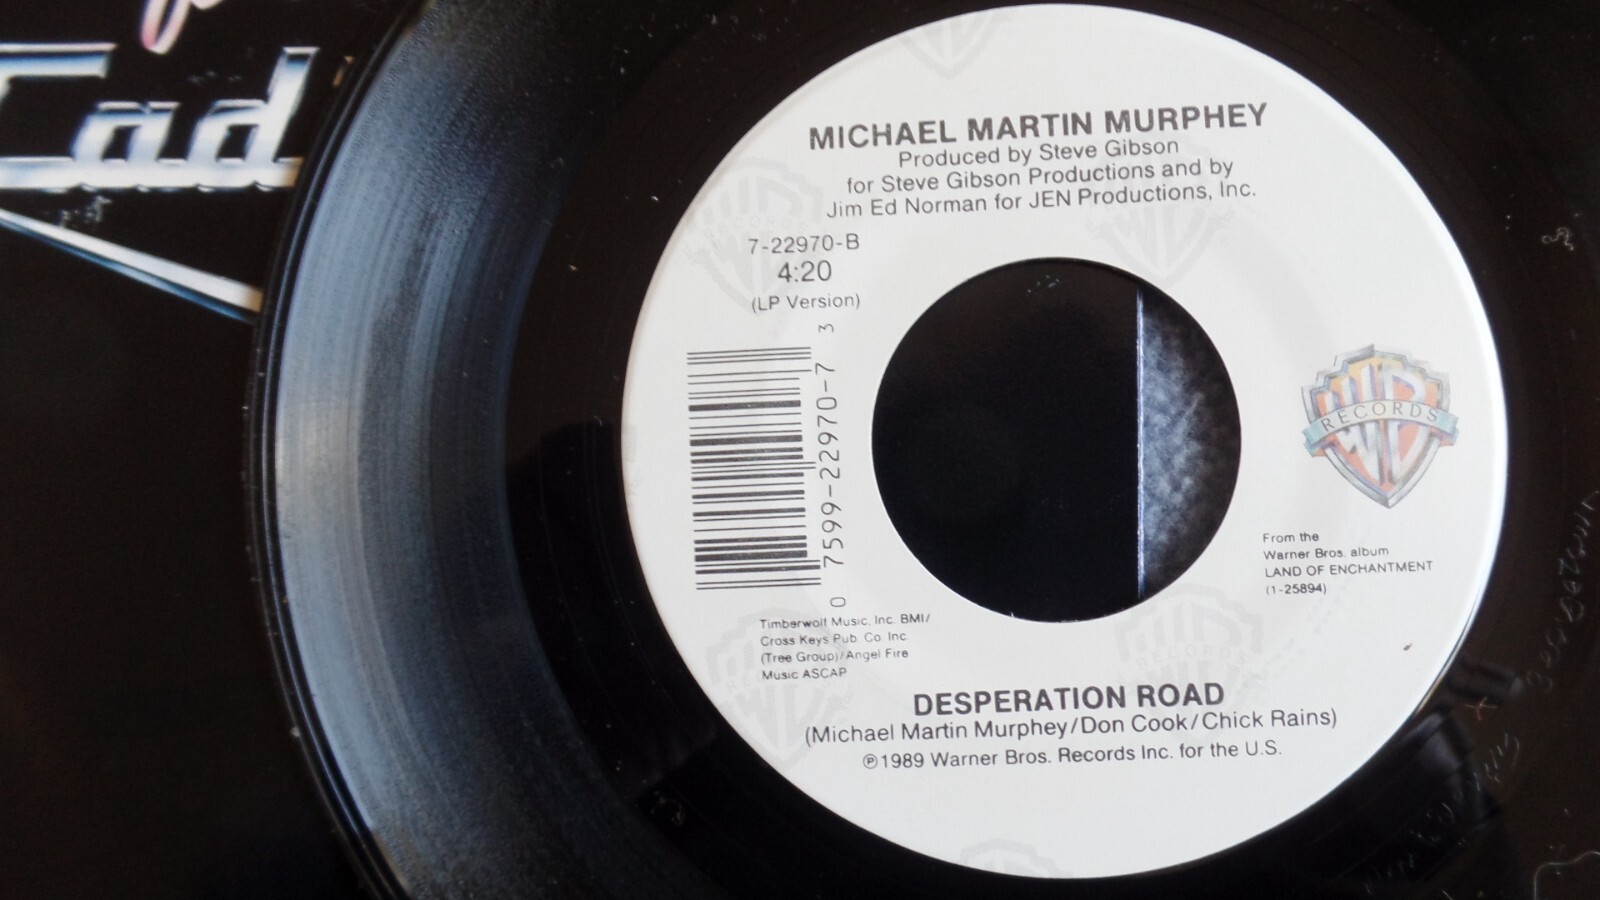 Cad
MICHAEL MARTIN MURPHEY
Produced by Steve Gibson
for Steve Gibson Productions and by
Jim Ed Norman for JEN Productions, Inc.
7-22970-B
4:20
(LP Version)
0 7599-22970-7 3
WB
RECORDS
From the
Warner Bros. album
LAND OF ENCHANTMENT
(1-25894)
Timberwolf Music, Inc. BMI/
Cross Keys Pub. Co. Inc.
(Tree Group)/Angel Fire
Music ASCAP
DESPERATION ROAD
(Michael Martin Murphey/Don Cook/Chick Rains)
℗1989 Warner Bros. Records Inc. for the U.S.